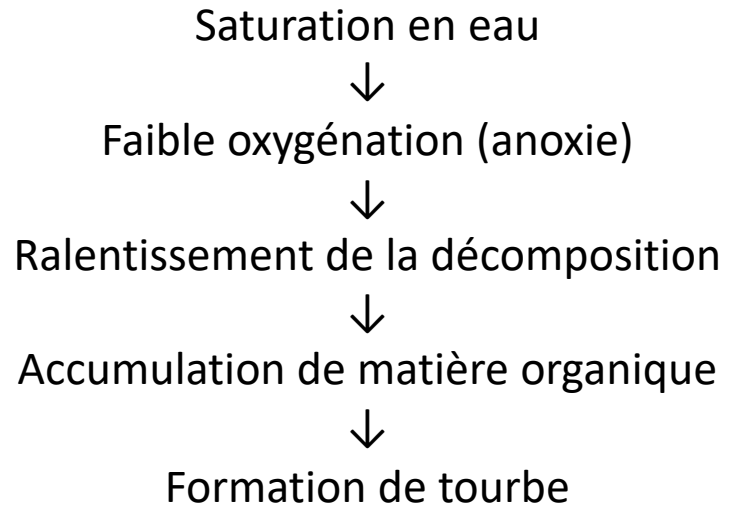 Saturation en eau
↓
Faible oxygénation (anoxie)
↓
Ralentissement de la décomposition
↓
Accumulation de matière organique
↓
Formation de tourbe